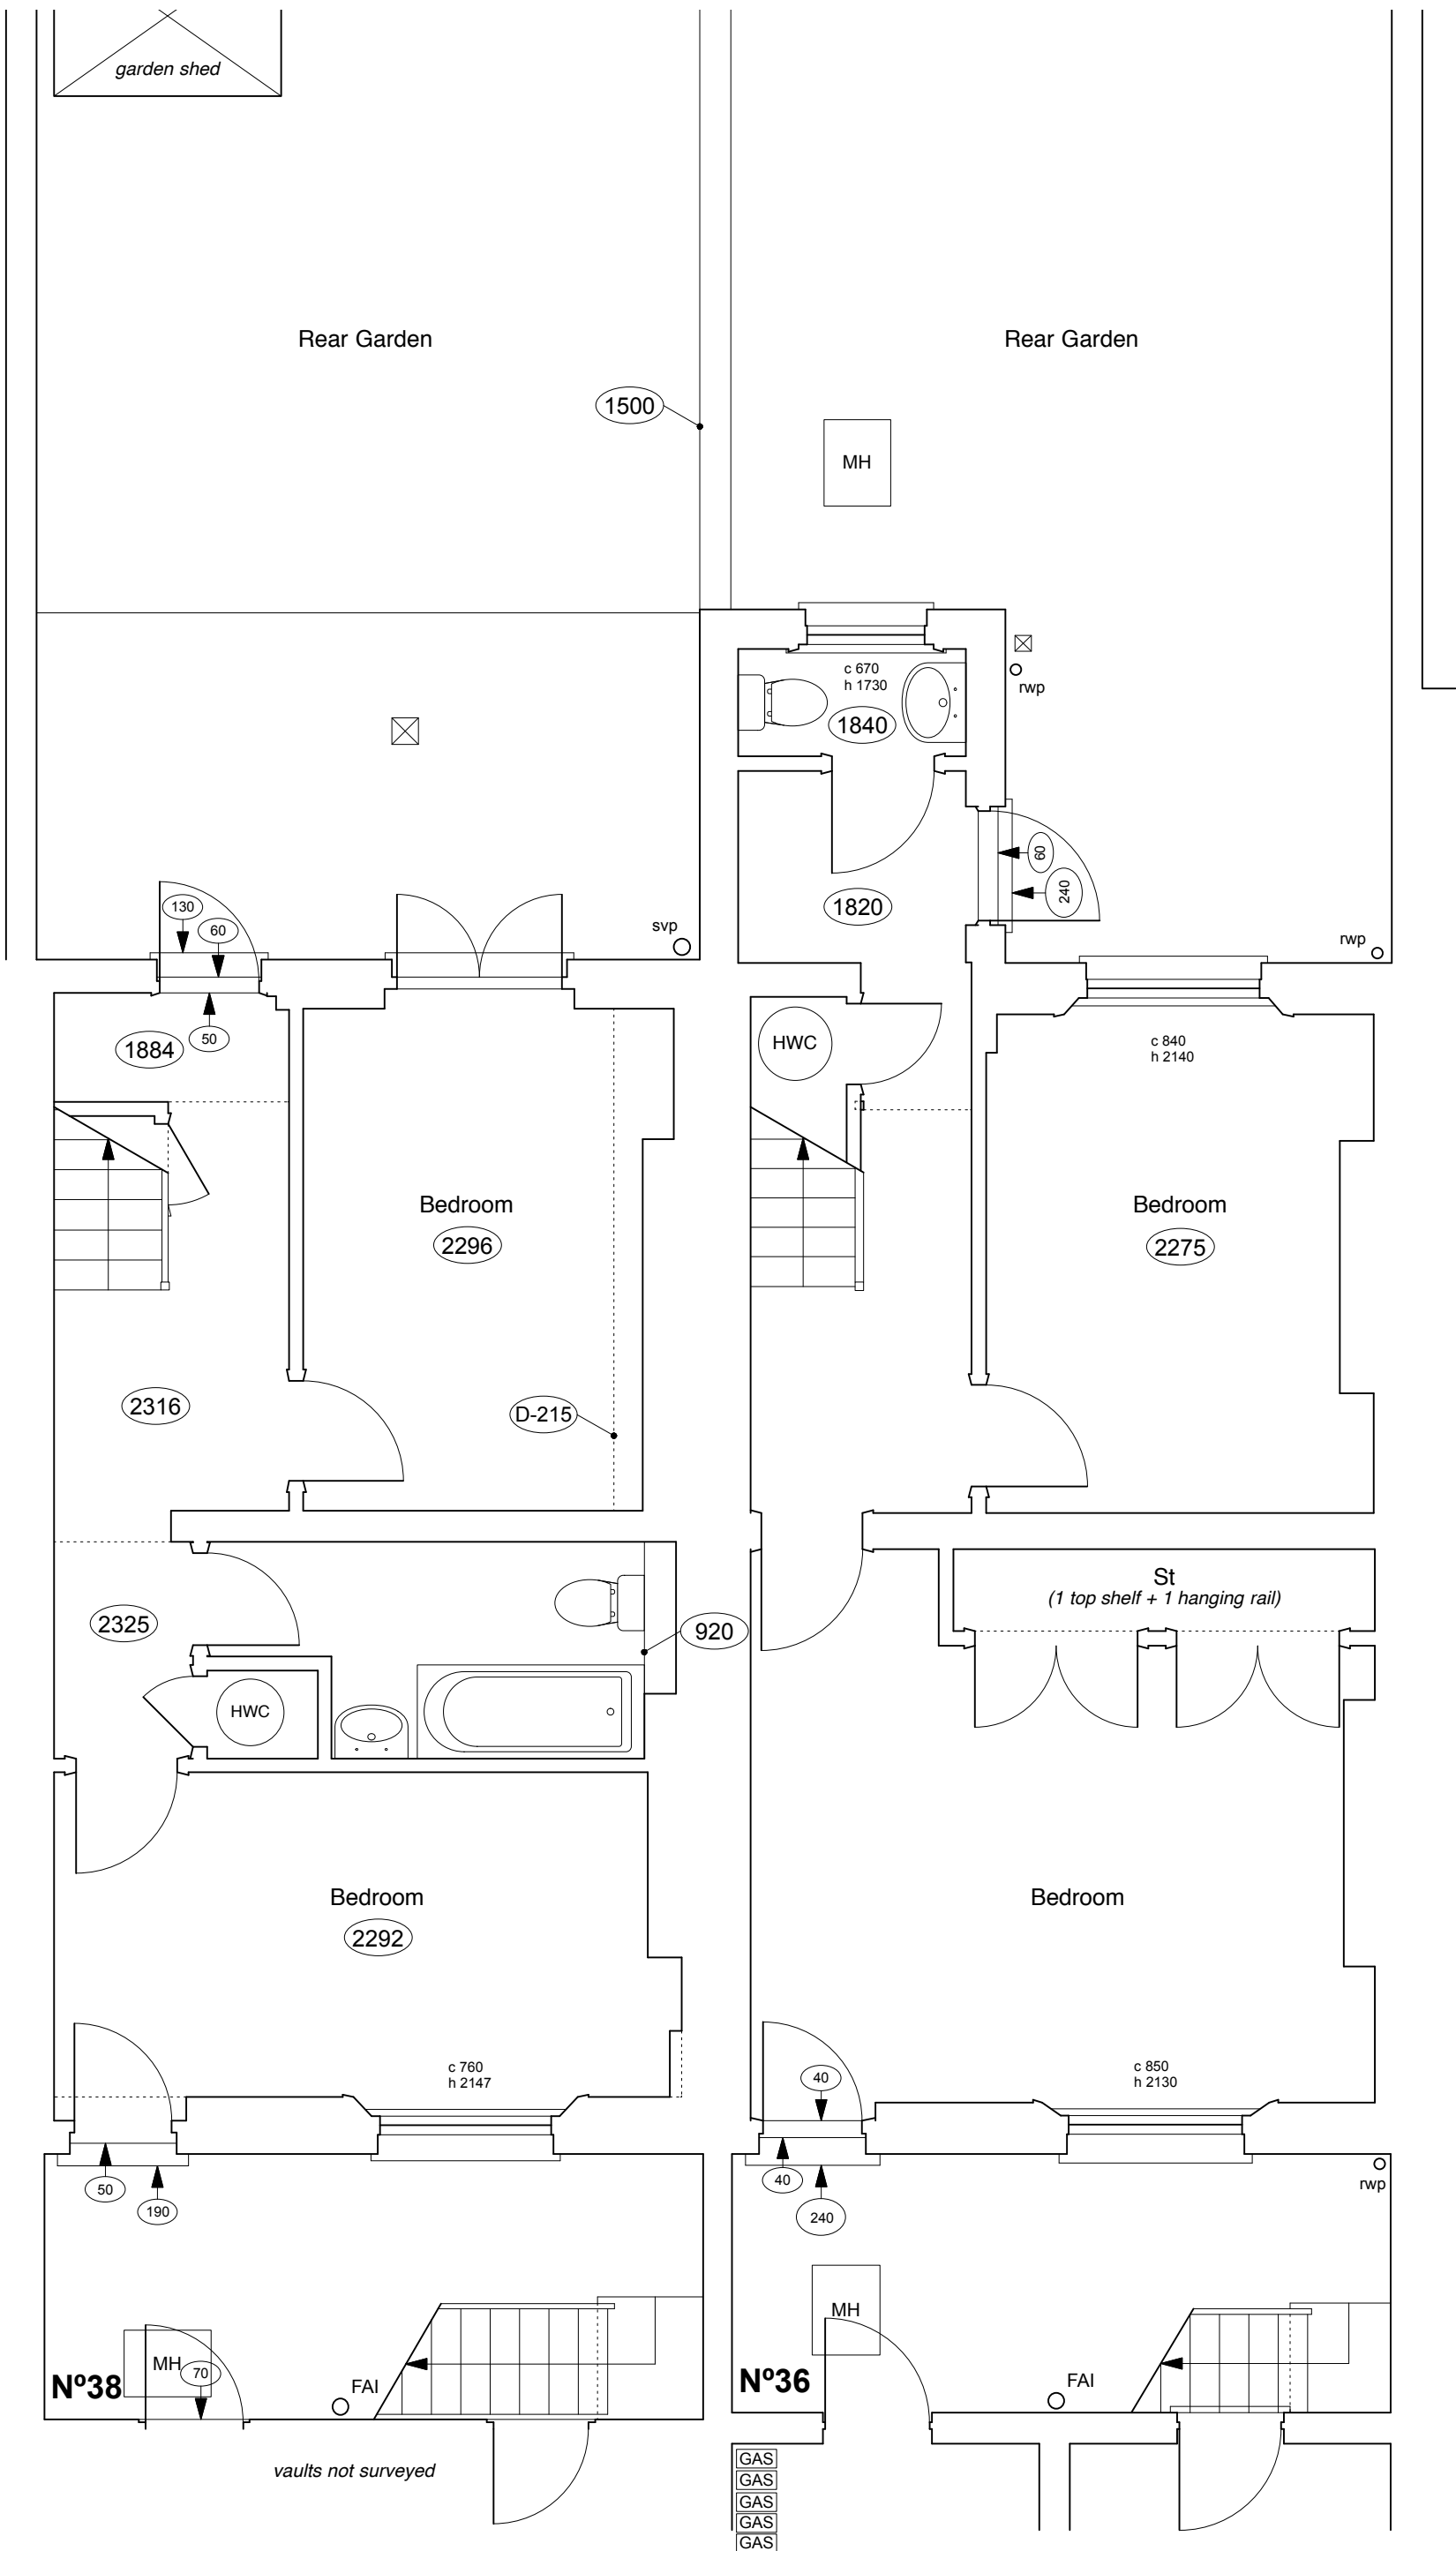 garden shed
Rear Garden
Rear Garden
1500
MH
c 670
h 1730
rwp
1840
60
240
1820
130
60
svp
rwp
50
1884
HWC
c 840
h 2140
Bedroom
2296
Bedroom
2275
2316
D-215
St
(1 top shelf + 1 hanging rail)
2325
920
HWC
Bedroom
2292
Bedroom
c 760
h 2147
40
c 850
h 2130
50
190
40
240
rwp
MH
Nº38
MH
70
FAI
Nº36
FAI
vaults not surveyed
GAS
GAS
GAS
GAS
GAS